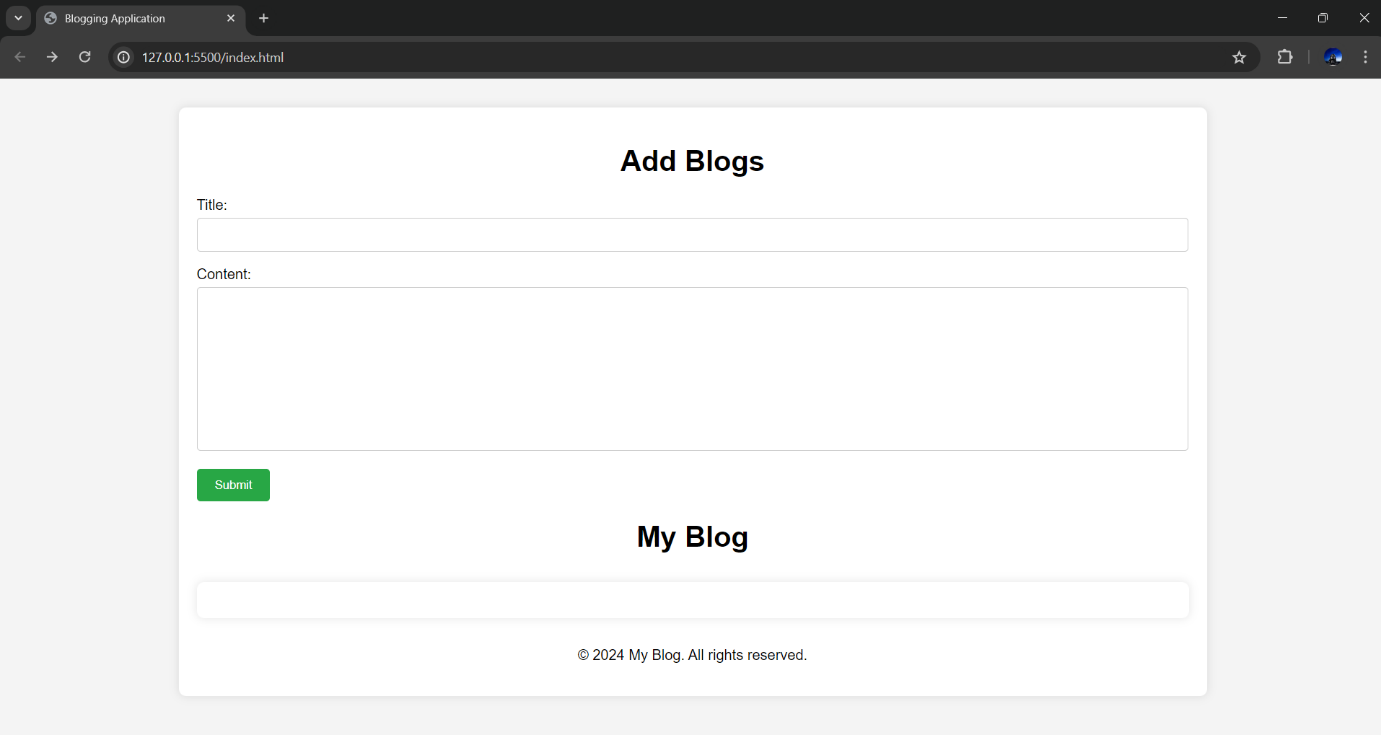 Blogging Application
127.0.0.1:5500/index.html
Add Blogs
Title:
Content:
Submit
My Blog
© 2024 My Blog. All rights reserved.